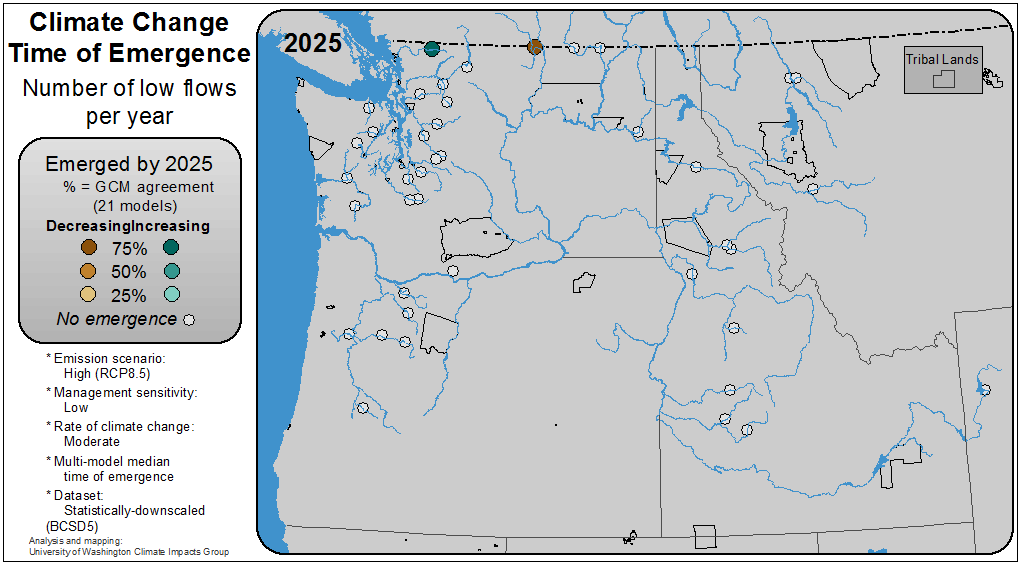 Climate Change
Time of Emergence
Number of low flows
per year
Emerged by 2025
% = GCM agreement
(21 models)
DecreasingIncreasing
75%
50%
25%
No emergence
* Emission scenario:
High (RCP8.5)
* Management sensitivity:
Low
* Rate of climate change:
Moderate
* Multi-model median
time of emergence
* Dataset:
Statistically-downscaled
(BCSD5)
Analysis and mapping:
University of Washington Climate Impacts Group
2025
Tribal Lands